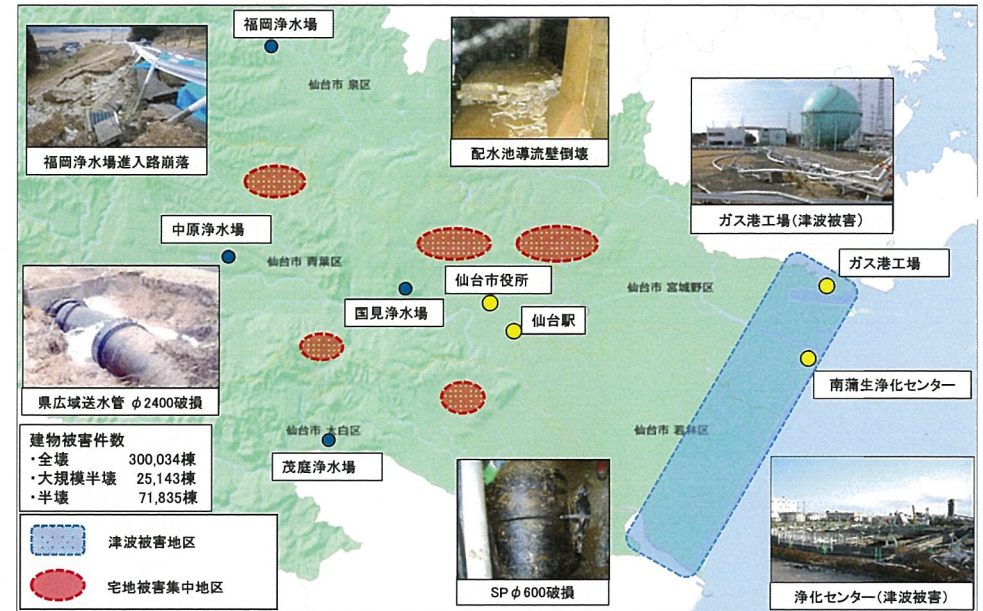 福岡浄水場
仙台市 泉区
福岡浄水場進入路崩落
配水池導流壁倒壊
ガス港工場(津波被害)
中原浄水場
仙台市 青葉区
仙台市役所
仙台市 宮城野区
ガス港工場
国見浄水場
仙台駅
県広域送水管 φ2400破損
南蒲生浄化センター
仙台市 太白区
仙台市 若林区
茂庭浄水場
建物被害件数
・全壊 300,034棟
・大規模半壊 25,143棟
・半壊 71,835棟
津波被害地区
宅地被害集中地区
SPφ600破損
浄化センター(津波被害)